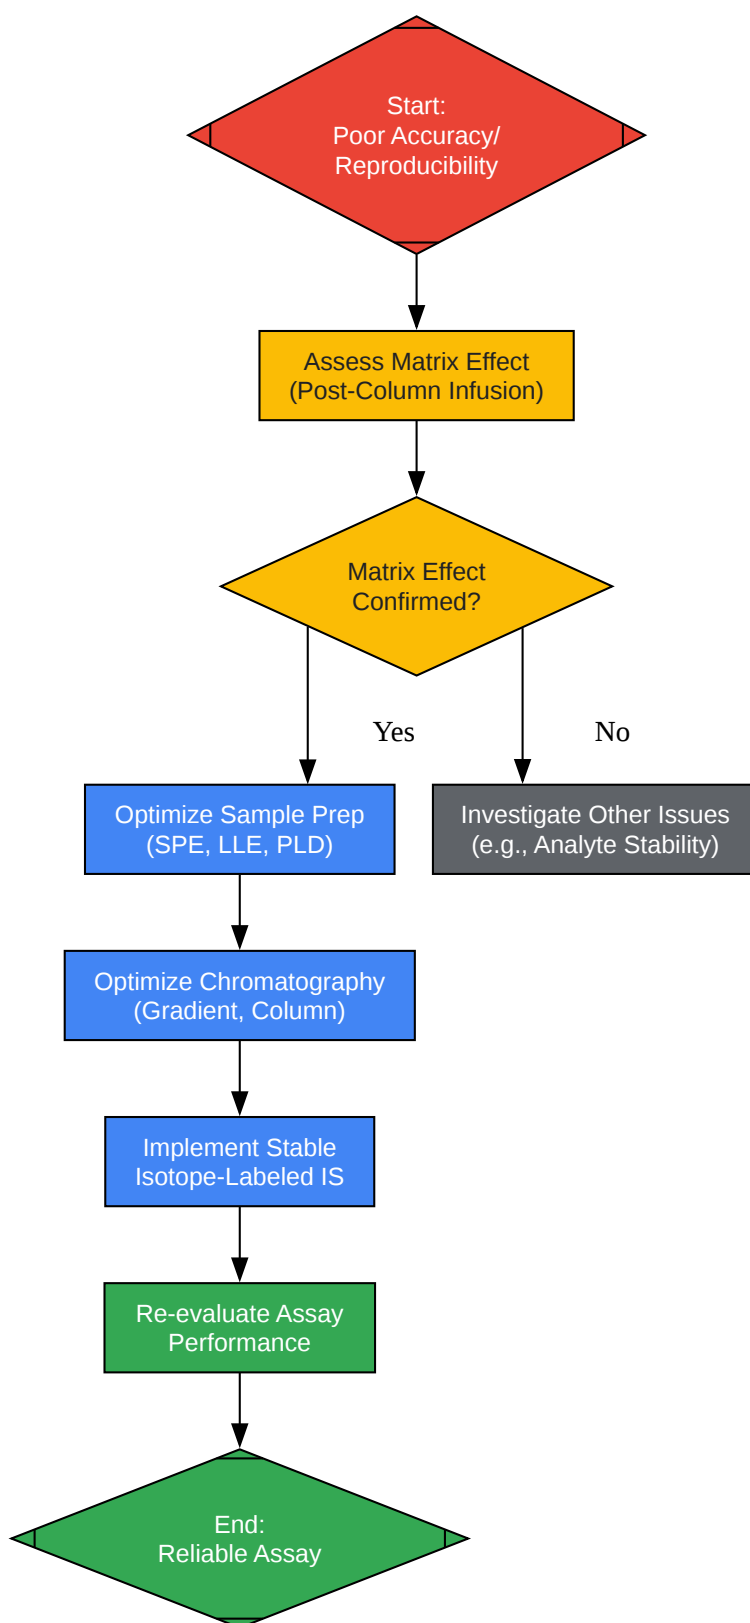 Start:
Poor Accuracy/
Reproducibility
Assess Matrix Effect
(Post-Column Infusion)
Matrix Effect
Confirmed?
Yes
No
Optimize Sample Prep
(SPE, LLE, PLD)
Investigate Other Issues
(e.g., Analyte Stability)
Optimize Chromatography
(Gradient, Column)
Implement Stable
Isotope-Labeled IS
Re-evaluate Assay
Performance
End:
Reliable Assay